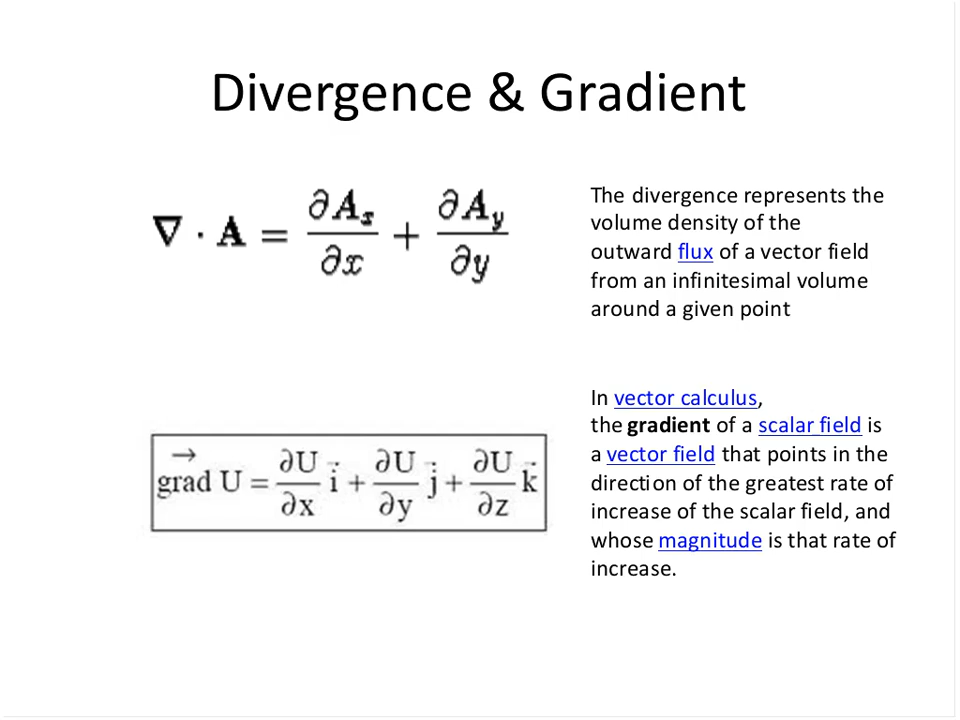 Divergence & Gradient
∇ · A = ∂Aₓ/∂x + ∂Aᵧ/∂y
The divergence represents the
volume density of the
outward flux of a vector field
from an infinitesimal volume
around a given point
In vector calculus,
the gradient of a scalar field is
a vector field that points in the
direction of the greatest rate of
increase of the scalar field, and
whose magnitude is that rate of
increase.
grad U = ∂U/∂x i + ∂U/∂y j + ∂U/∂z k